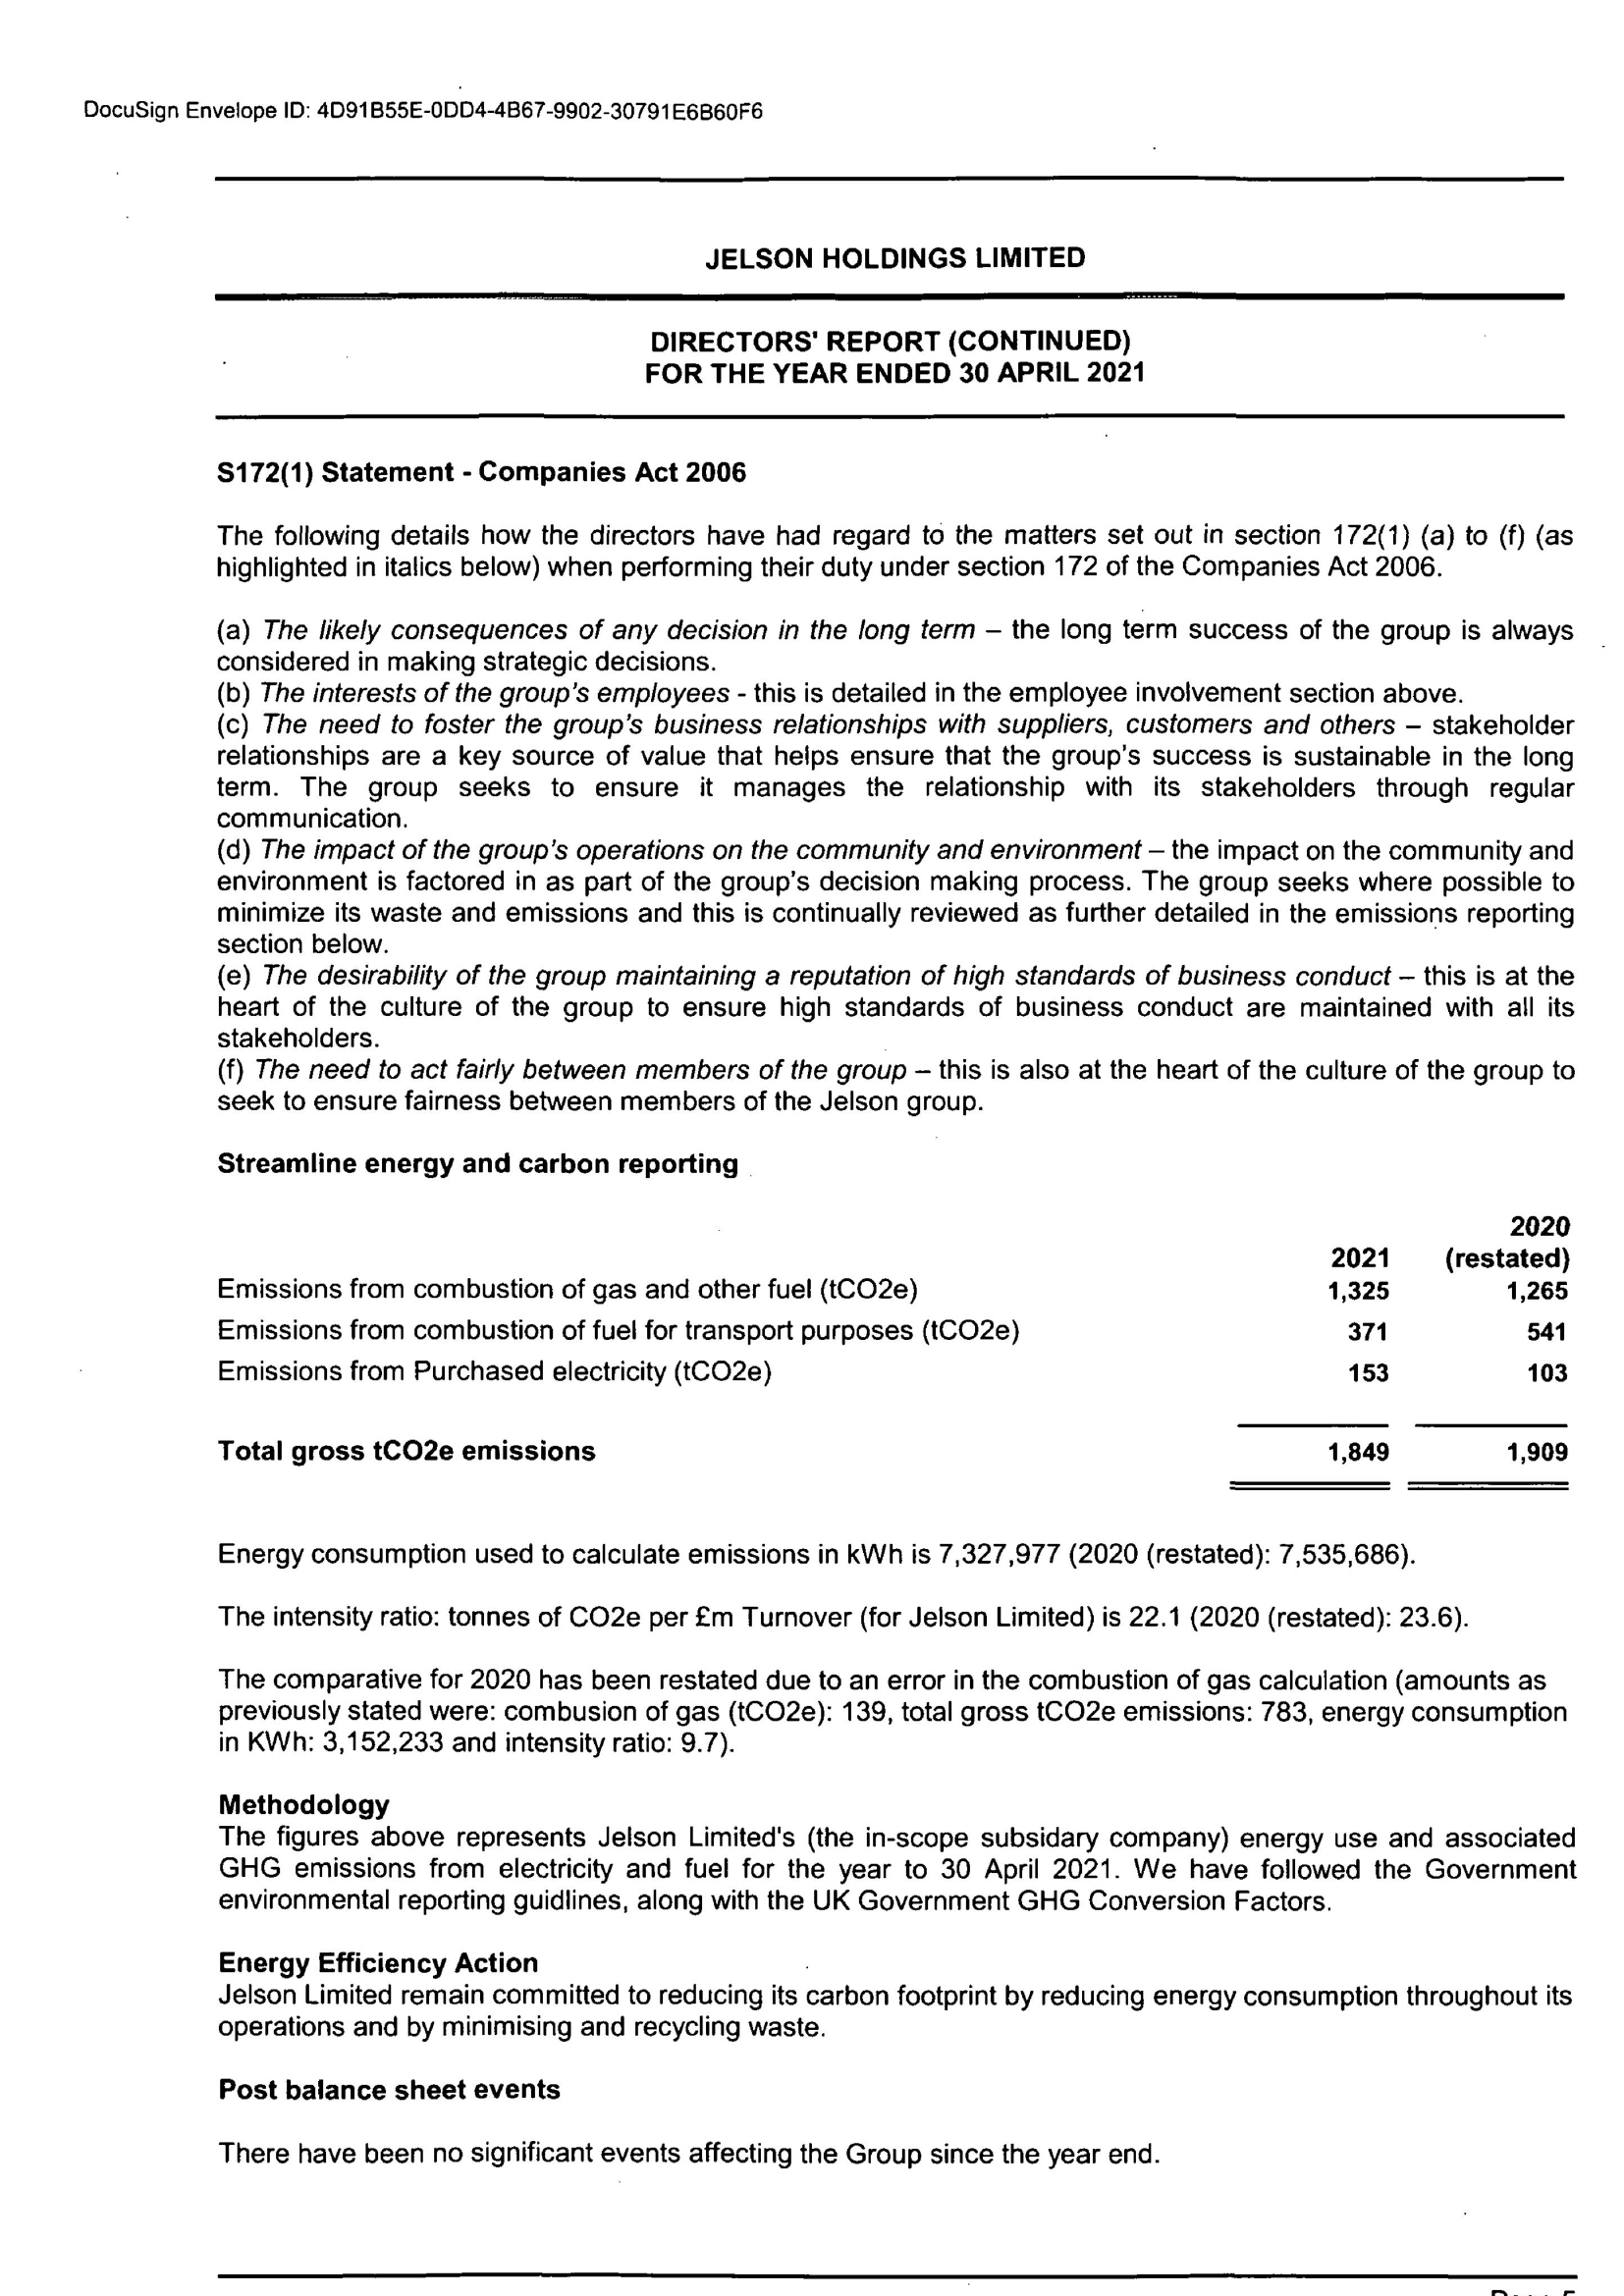 DocuSign Envelope ID: 4D91B55E-0DD4-4B67-9902-30791E6B60F6
JELSON HOLDINGS LIMITED
DIRECTORS' REPORT (CONTINUED)
FOR THE YEAR ENDED 30 APRIL 2021
S172(1) Statement - Companies Act 2006
The following details how the directors have had regard to the matters set out in section 172(1) (a) to (f) (as
highlighted in italics below) when performing their duty under section 172 of the Companies Act 2006.
(a) The likely consequences of any decision in the long term – the long term success of the group is always
considered in making strategic decisions.
(b) The interests of the group's employees - this is detailed in the employee involvement section above.
(c) The need to foster the group's business relationships with suppliers, customers and others – stakeholder
relationships are a key source of value that helps ensure that the group's success is sustainable in the long
term. The group seeks to ensure it manages the relationship with its stakeholders through regular
communication.
(d) The impact of the group's operations on the community and environment – the impact on the community and
environment is factored in as part of the group's decision making process. The group seeks where possible to
minimize its waste and emissions and this is continually reviewed as further detailed in the emissions reporting
section below.
(e) The desirability of the group maintaining a reputation of high standards of business conduct – this is at the
heart of the culture of the group to ensure high standards of business conduct are maintained with all its
stakeholders.
(f) The need to act fairly between members of the group – this is also at the heart of the culture of the group to
seek to ensure fairness between members of the Jelson group.
Streamline energy and carbon reporting
2020
2021 (restated)
Emissions from combustion of gas and other fuel (tCO2e) 1,325 1,265
Emissions from combustion of fuel for transport purposes (tCO2e) 371 541
Emissions from Purchased electricity (tCO2e) 153 103
Total gross tCO2e emissions 1,849 1,909
Energy consumption used to calculate emissions in kWh is 7,327,977 (2020 (restated): 7,535,686).
The intensity ratio: tonnes of CO2e per £m Turnover (for Jelson Limited) is 22.1 (2020 (restated): 23.6).
The comparative for 2020 has been restated due to an error in the combustion of gas calculation (amounts as
previously stated were: combusion of gas (tCO2e): 139, total gross tCO2e emissions: 783, energy consumption
in KWh: 3,152,233 and intensity ratio: 9.7).
Methodology
The figures above represents Jelson Limited's (the in-scope subsidary company) energy use and associated
GHG emissions from electricity and fuel for the year to 30 April 2021. We have followed the Government
environmental reporting guidlines, along with the UK Government GHG Conversion Factors.
Energy Efficiency Action
Jelson Limited remain committed to reducing its carbon footprint by reducing energy consumption throughout its
operations and by minimising and recycling waste.
Post balance sheet events
There have been no significant events affecting the Group since the year end.